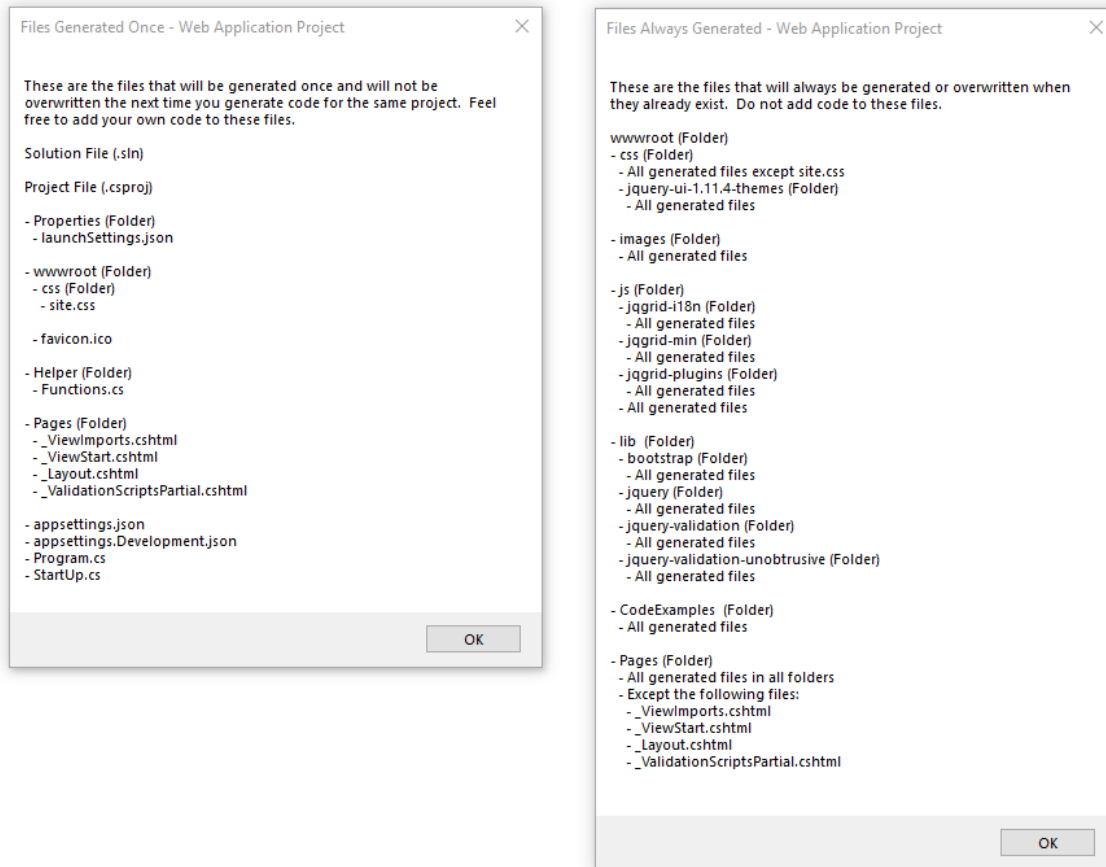 Files Generated Once - Web Application Project
These are the files that will be generated once and will not be
overwritten the next time you generate code for the same project.  Feel
free to add your own code to these files.
Solution File (.sln)
Project File (.csproj)
- Properties (Folder)
- launchSettings.json
- wwwroot (Folder)
- css (Folder)
- site.css
- favicon.ico
- Helper (Folder)
- Functions.cs
- Pages (Folder)
- _ViewImports.cshtml
- _ViewStart.cshtml
- _Layout.cshtml
- _ValidationScriptsPartial.cshtml
- appsettings.json
- appsettings.Development.json
- Program.cs
- StartUp.cs
OK
Files Always Generated - Web Application Project
These are the files that will always be generated or overwritten when
they already exist.  Do not add code to these files.
wwwroot (Folder)
- css (Folder)
- All generated files except site.css
- jquery-ui-1.11.4-themes (Folder)
- All generated files
- images (Folder)
- All generated files
- js (Folder)
- jqgrid-i18n (Folder)
- All generated files
- jqgrid-min (Folder)
- All generated files
- jqgrid-plugins (Folder)
- All generated files
- All generated files
- lib  (Folder)
- bootstrap (Folder)
- All generated files
- jquery (Folder)
- All generated files
- jquery-validation (Folder)
- All generated files
- jquery-validation-unobtrusive (Folder)
- All generated files
- CodeExamples  (Folder)
- All generated files
- Pages (Folder)
- All generated files in all folders
- Except the following files:
- _ViewImports.cshtml
- _ViewStart.cshtml
- _Layout.cshtml
- _ValidationScriptsPartial.cshtml
OK